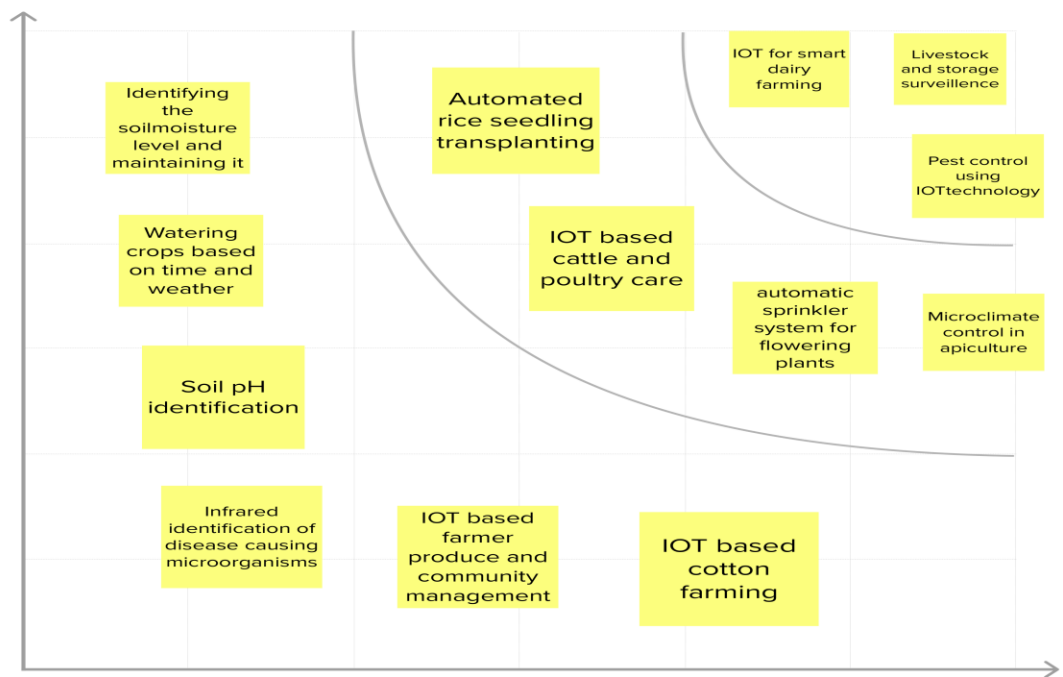 Identifying
the
soilmoisture
level and
maintaining it
Automated
rice seedling
transplanting
IOT for smart
dairy
farming
Livestock
and storage
surveillence
Pest control
using
IOTtechnology
Watering
crops based
on time and
weather
IOT based
cattle and
poultry care
automatic
sprinkler
system for
flowering
plants
Microclimate
control in
apiculture
Soil pH
identification
Infrared
identification of
disease causing
microorganisms
IOT based
farmer
produce and
community
management
IOT based
cotton
farming